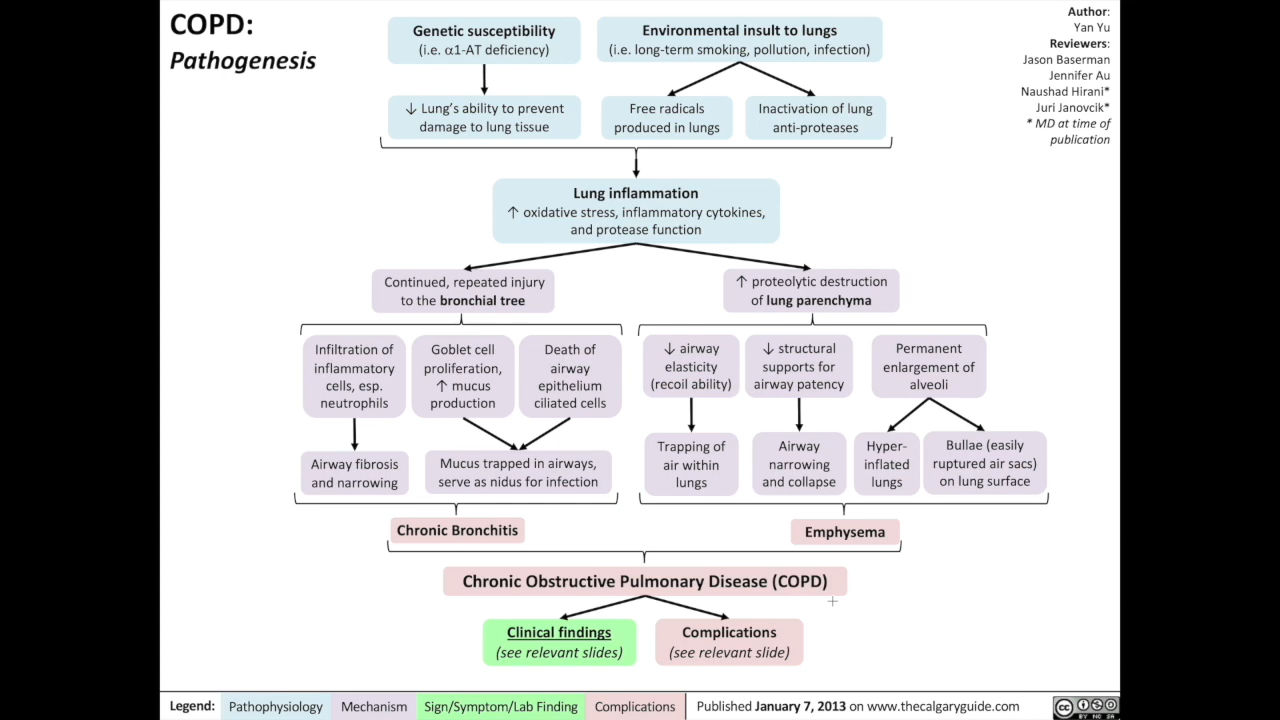 COPD:
Pathogenesis
Author:
Yan Yu
Reviewers:
Jason Baserman
Jennifer Au
Naushad Hirani*
Juri Janovcik*
* MD at time of
publication
Genetic susceptibility
(i.e. α1-AT deficiency)
Environmental insult to lungs
(i.e. long-term smoking, pollution, infection)
↓ Lung's ability to prevent
damage to lung tissue
Free radicals
produced in lungs
Inactivation of lung
anti-proteases
Lung inflammation
↑ oxidative stress, inflammatory cytokines,
and protease function
Continued, repeated injury
to the bronchial tree
↑ proteolytic destruction
of lung parenchyma
Infiltration of
inflammatory
cells, esp.
neutrophils
Goblet cell
proliferation,
↑ mucus
production
Death of
airway
epithelium
ciliated cells
↓ airway
elasticity
(recoil ability)
↓ structural
supports for
airway patency
Permanent
enlargement of
alveoli
Airway fibrosis
and narrowing
Mucus trapped in airways,
serve as nidus for infection
Trapping of
air within
lungs
Airway
narrowing
and collapse
Hyper-
inflated
lungs
Bullae (easily
ruptured air sacs)
on lung surface
Chronic Bronchitis
Emphysema
Chronic Obstructive Pulmonary Disease (COPD)
Clinical findings
(see relevant slides)
Complications
(see relevant slide)
Legend: Pathophysiology Mechanism Sign/Symptom/Lab Finding Complications Published January 7, 2013 on www.thecalgaryguide.com
CC
BY NC SA